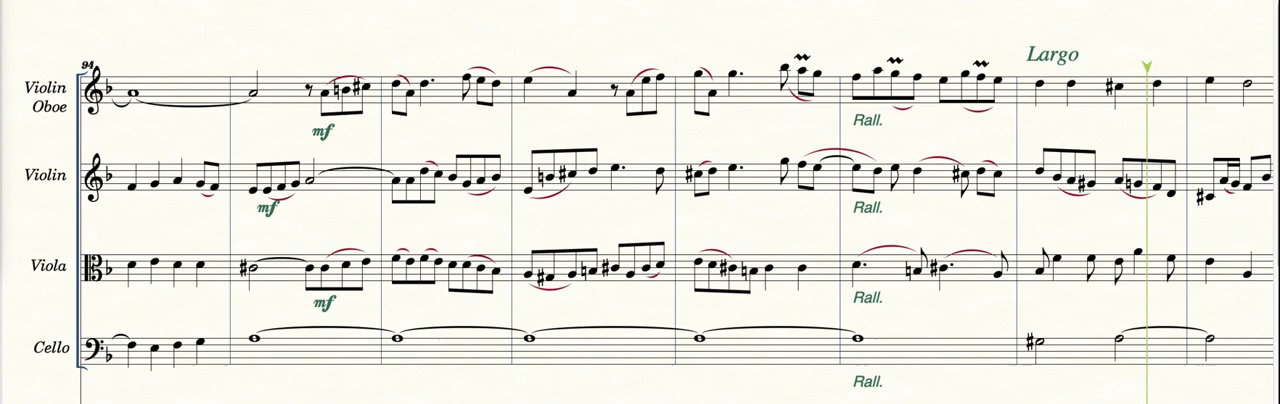 Largo
94
Violin
Oboe
mf
Rall.
Violin
mf
Rall.
Viola
mf
Rall.
Cello
Rall.